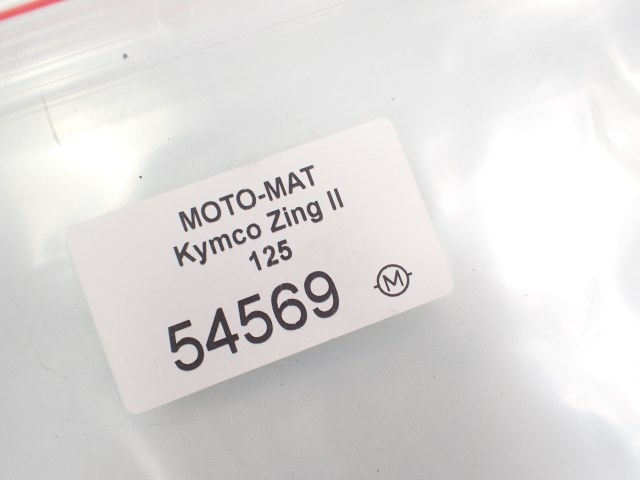 MOTO-MAT
Kymco Zing II
125
54569
M